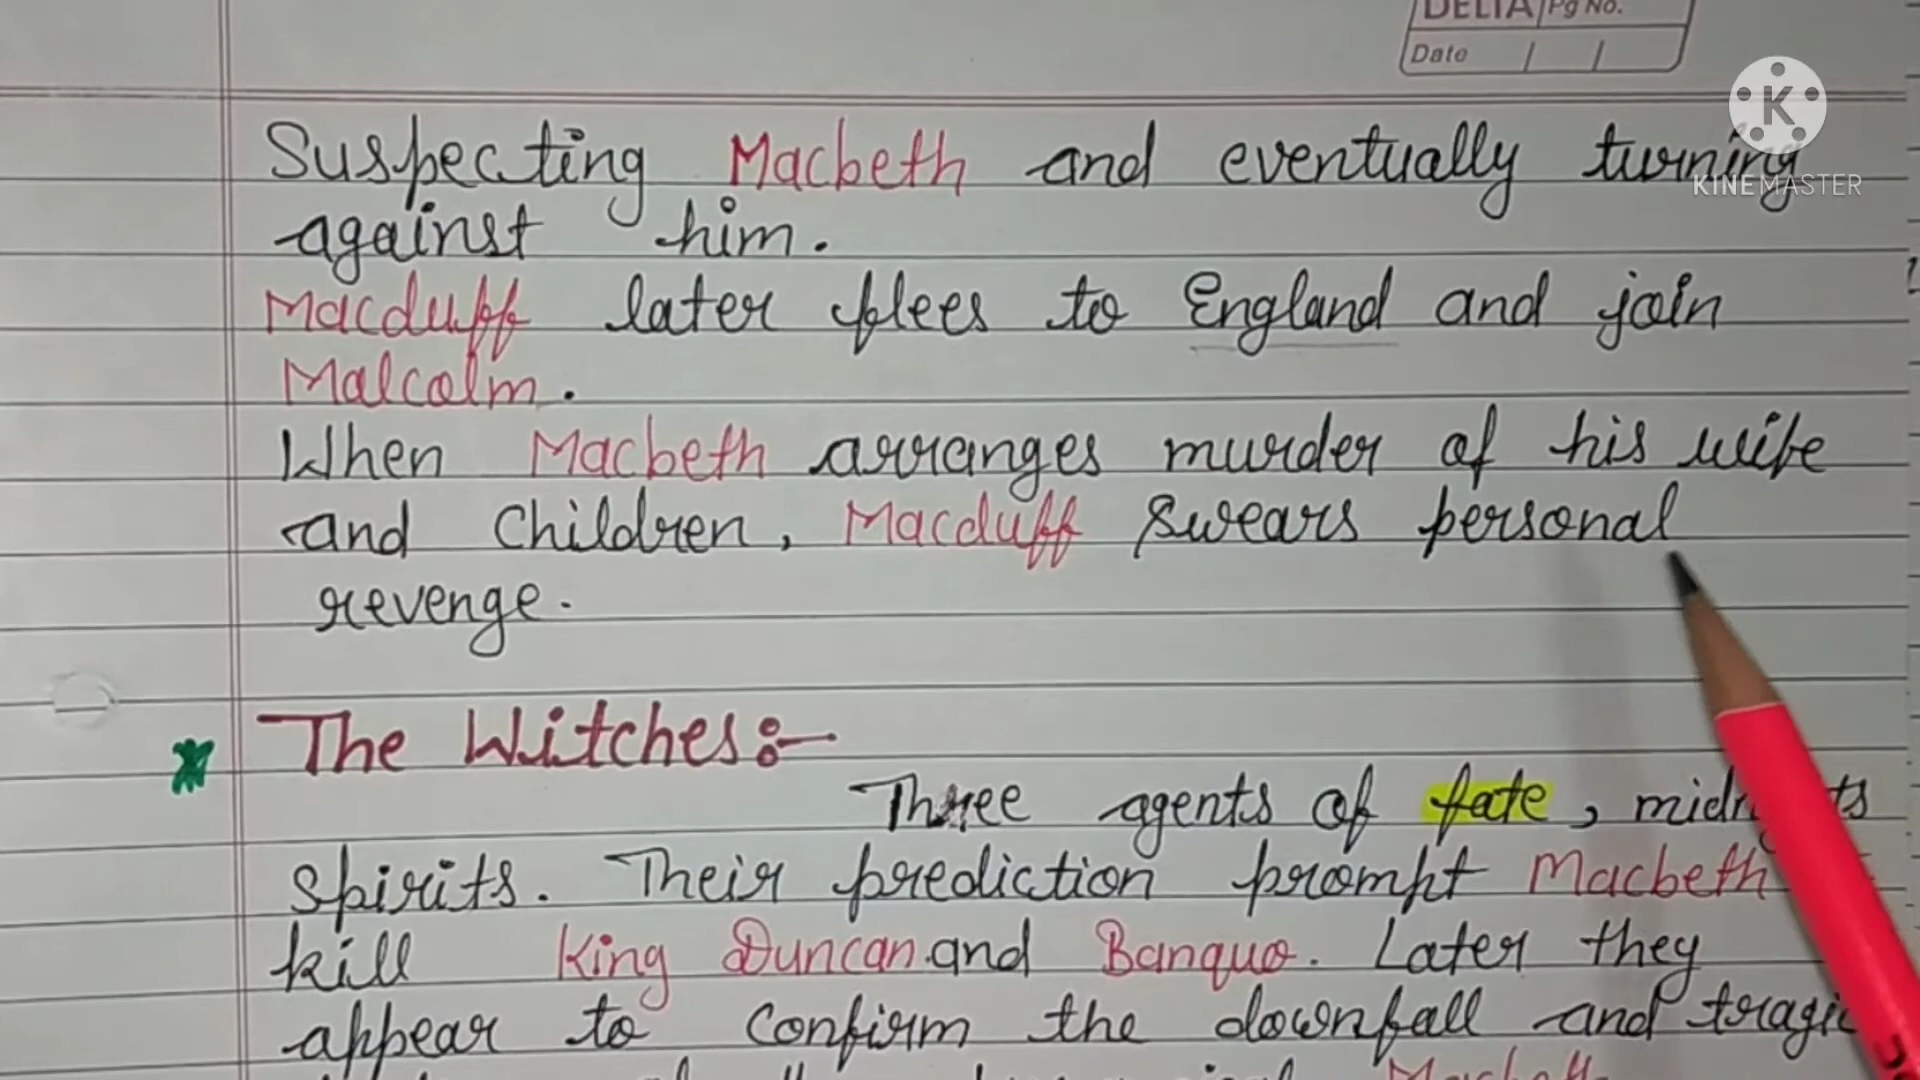 DELTA Pg No.
Date / /
K
KINEMASTER
Suspecting Macbeth and eventually turning
against him.
Macduff later flees to England and join
Malcolm.
When Macbeth arranges murder of his wife
and children, Macduff swears personal
revenge.
* The Witches:-
Three agents of fate,
spirits. Their prediction prompt Macbeth
kill King Duncan and Banquo. Later they
appear to confirm the downfall and tragic